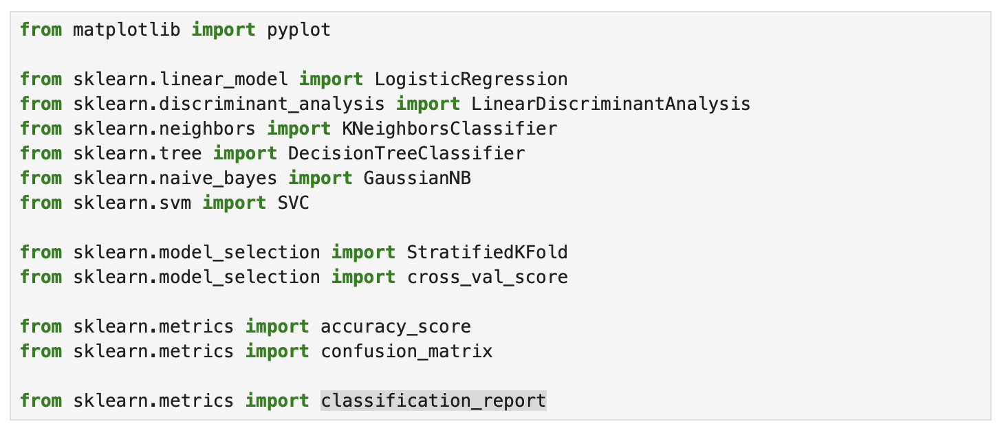 from matplotlib import pyplot
from sklearn.linear_model import LogisticRegression
from sklearn.discriminant_analysis import LinearDiscriminantAnalysis
from sklearn.neighbors import KNeighborsClassifier
from sklearn.tree import DecisionTreeClassifier
from sklearn.naive_bayes import GaussianNB
from sklearn.svm import SVC
from sklearn.model_selection import StratifiedKFold
from sklearn.model_selection import cross_val_score
from sklearn.metrics import accuracy_score
from sklearn.metrics import confusion_matrix
from sklearn.metrics import classification_report